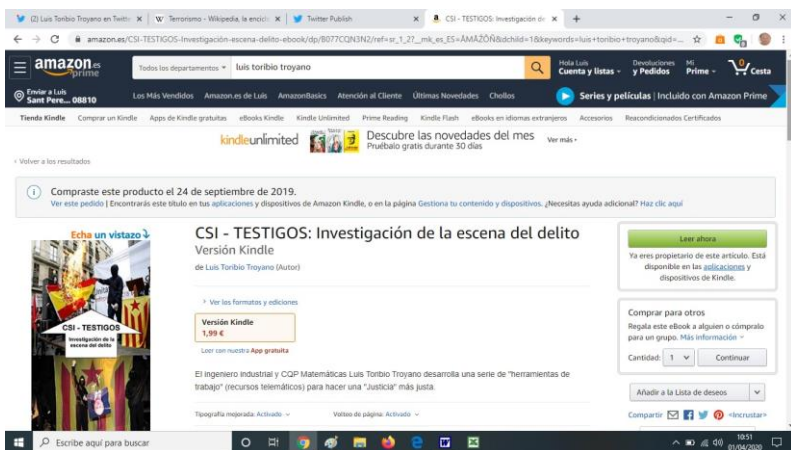 (2) Luis Toribio Troyano en Twitt
Terrorismo - Wikipedia, la encicl
Twitter Publish
CSI - TESTIGOS: Investigación de
amazon.es/CSI-TESTIGOS-Investigación-escena-delito-ebook/dp/B077CQN3N2/ref=sr_1_2?__mk_es_ES=ÅMÅŽÕÑ&dchild=1&keywords=luis+toribio+troyano&qid=...
amazon.es
prime
Todos los departamentos
luis toribio troyano
Hola Luis
Cuenta y listas
Devoluciones
y Pedidos
Mi
Prime
0
Cesta
Enviar a Luis
Sant Pere... 08810
Los Más Vendidos Amazon.es de Luis AmazonBasics Atención al Cliente Últimas Novedades Chollos
Series y películas | Incluido con Amazon Prime
Tienda Kindle Comprar un Kindle Apps de Kindle gratuitas eBooks Kindle Kindle Unlimited Prime Reading Kindle Flash eBooks en idiomas extranjeros Accesorios Reacondicionados Certificados
kindleunlimited
Descubre las novedades del mes
Pruébalo gratis durante 30 días
Ver más ›
‹ Volver a los resultados
Compraste este producto el 24 de septiembre de 2019.
Ver este pedido | Encontrarás este título en tus aplicaciones y dispositivos de Amazon Kindle, o en la página Gestiona tu contenido y dispositivos. ¿Necesitas ayuda adicional? Haz clic aquí
Echa un vistazo
CSI - TESTIGOS
Investigación de la
escena del delito
CSI - TESTIGOS: Investigación de la escena del delito
Versión Kindle
de Luis Toribio Troyano (Autor)
› Ver los formatos y ediciones
Versión Kindle
1,99 €
Leer con nuestra App gratuita
El ingeniero industrial y CQP Matemáticas Luis Toribio Troyano desarrolla una serie de "herramientas de
trabajo" (recursos telemáticos) para hacer una "Justicia" más justa.
Tipografía mejorada: Activado
Volteo de página: Activado
Leer ahora
Ya eres propietario de este artículo. Está
disponible en las aplicaciones y
dispositivos de Kindle.
Comprar para otros
Regala este eBook a alguien o cómpralo
para un grupo. Más información
Cantidad: 1
Continuar
Añadir a la Lista de deseos
Compartir
<Incrustar>
Escribe aquí para buscar
10:51
01/04/2020